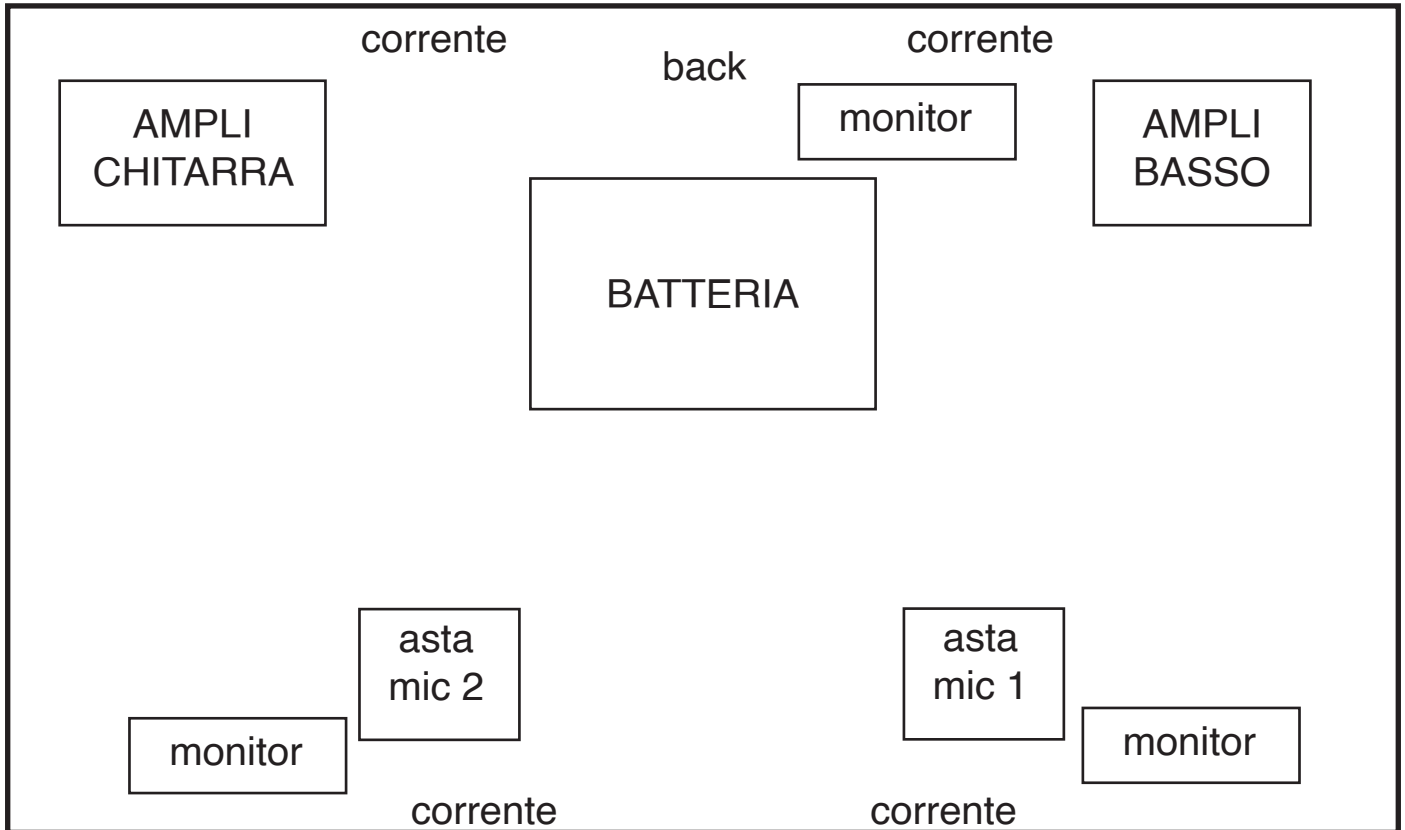 corrente
corrente
back
monitor
AMPLI
CHITARRA
AMPLI
BASSO
BATTERIA
asta
mic 2
asta
mic 1
monitor
monitor
corrente
corrente